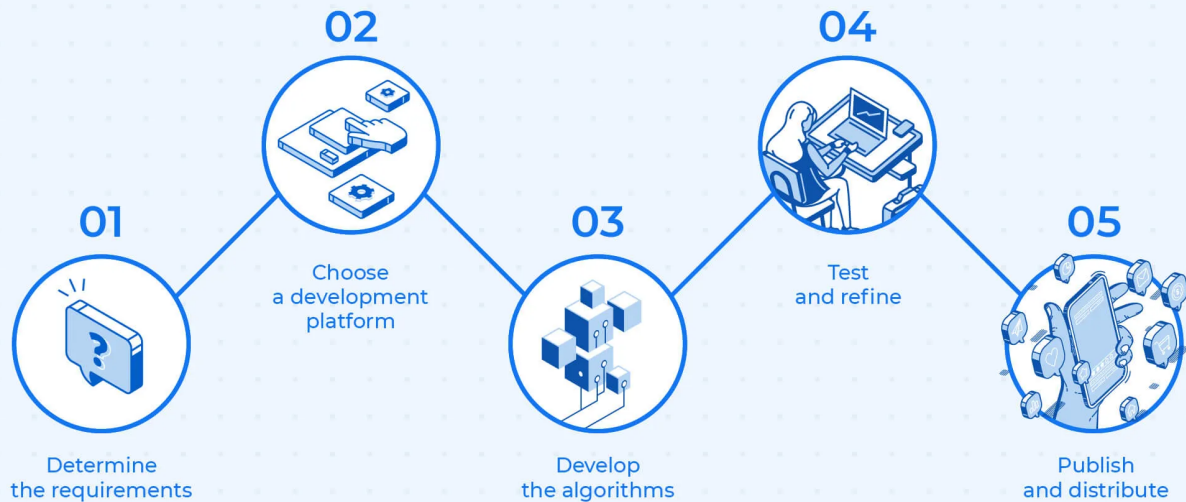 01
Determine
the requirements
02
Choose
a development
platform
03
Develop
the algorithms
04
Test
and refine
05
Publish
and distribute